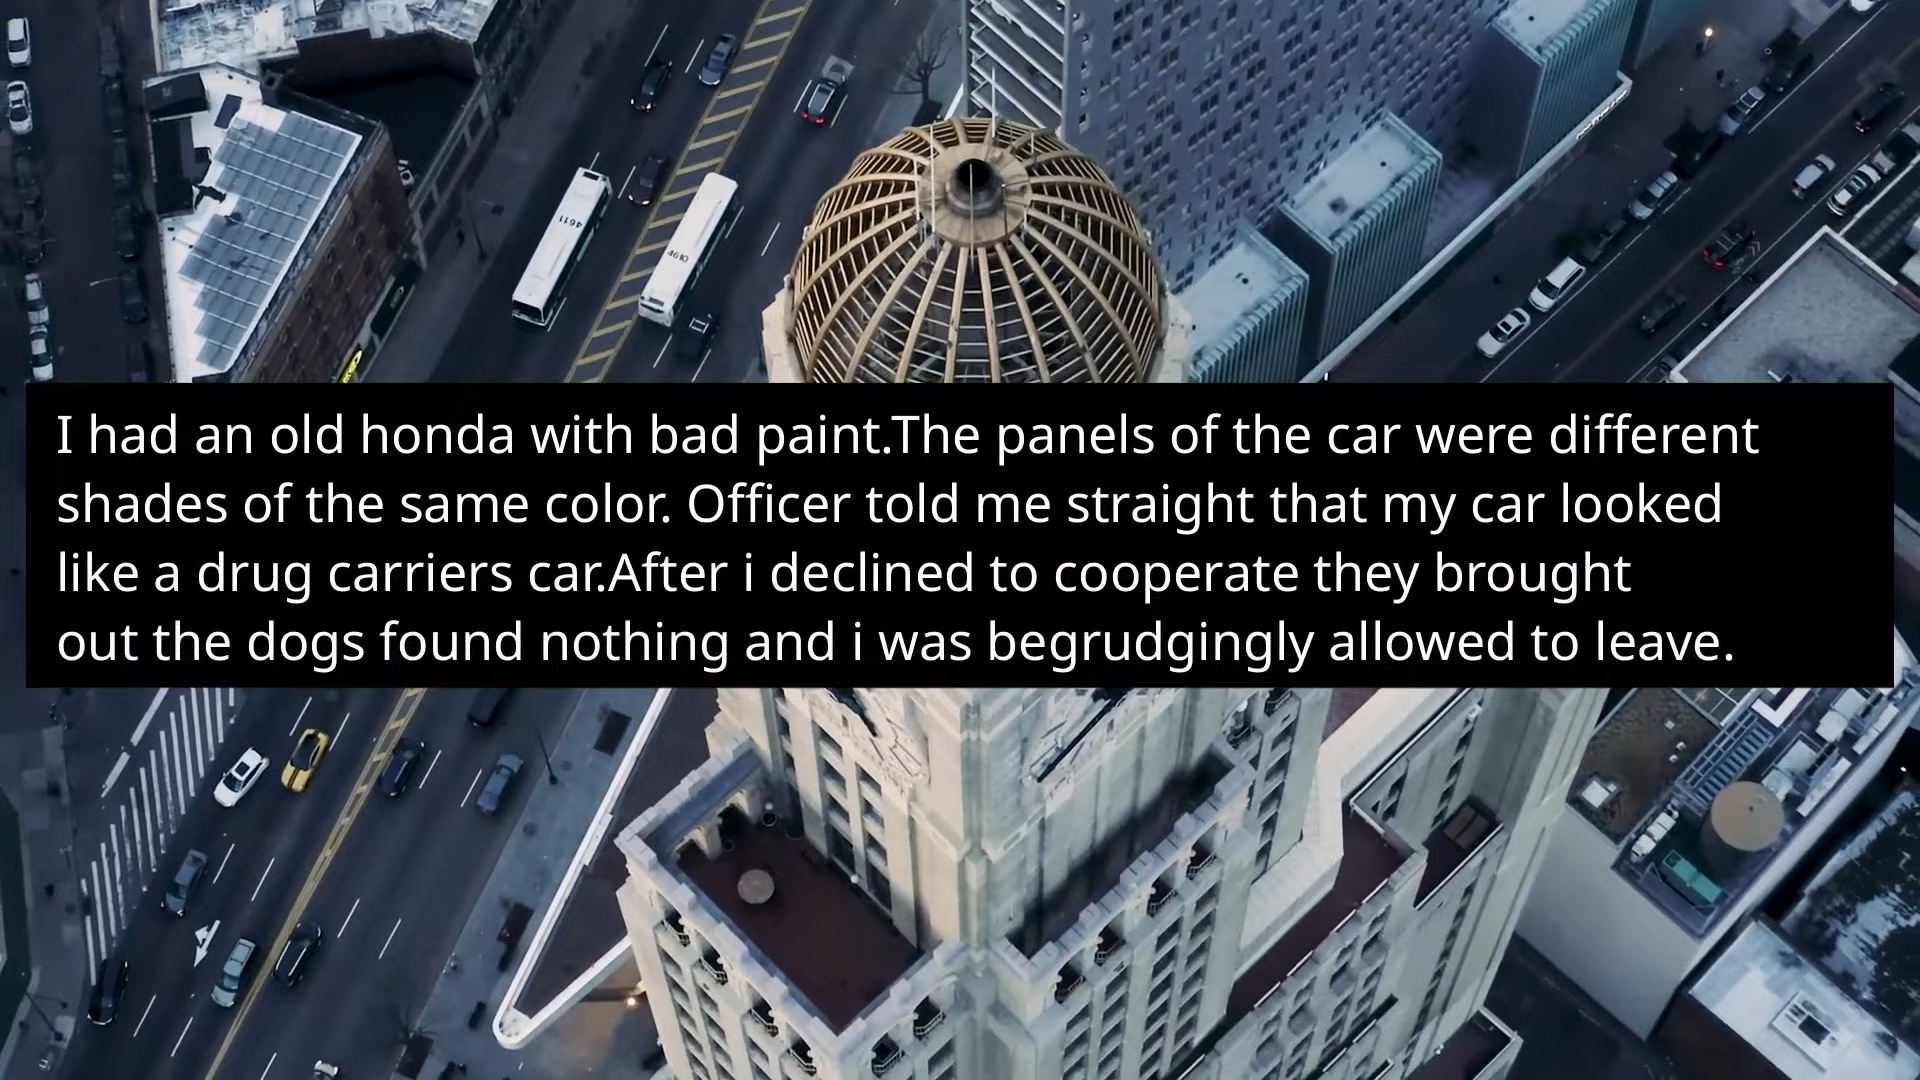 4611
I had an old honda with bad paint.The panels of the car were different
shades of the same color. Officer told me straight that my car looked
like a drug carriers car.After i declined to cooperate they brought
out the dogs found nothing and i was begrudgingly allowed to leave.